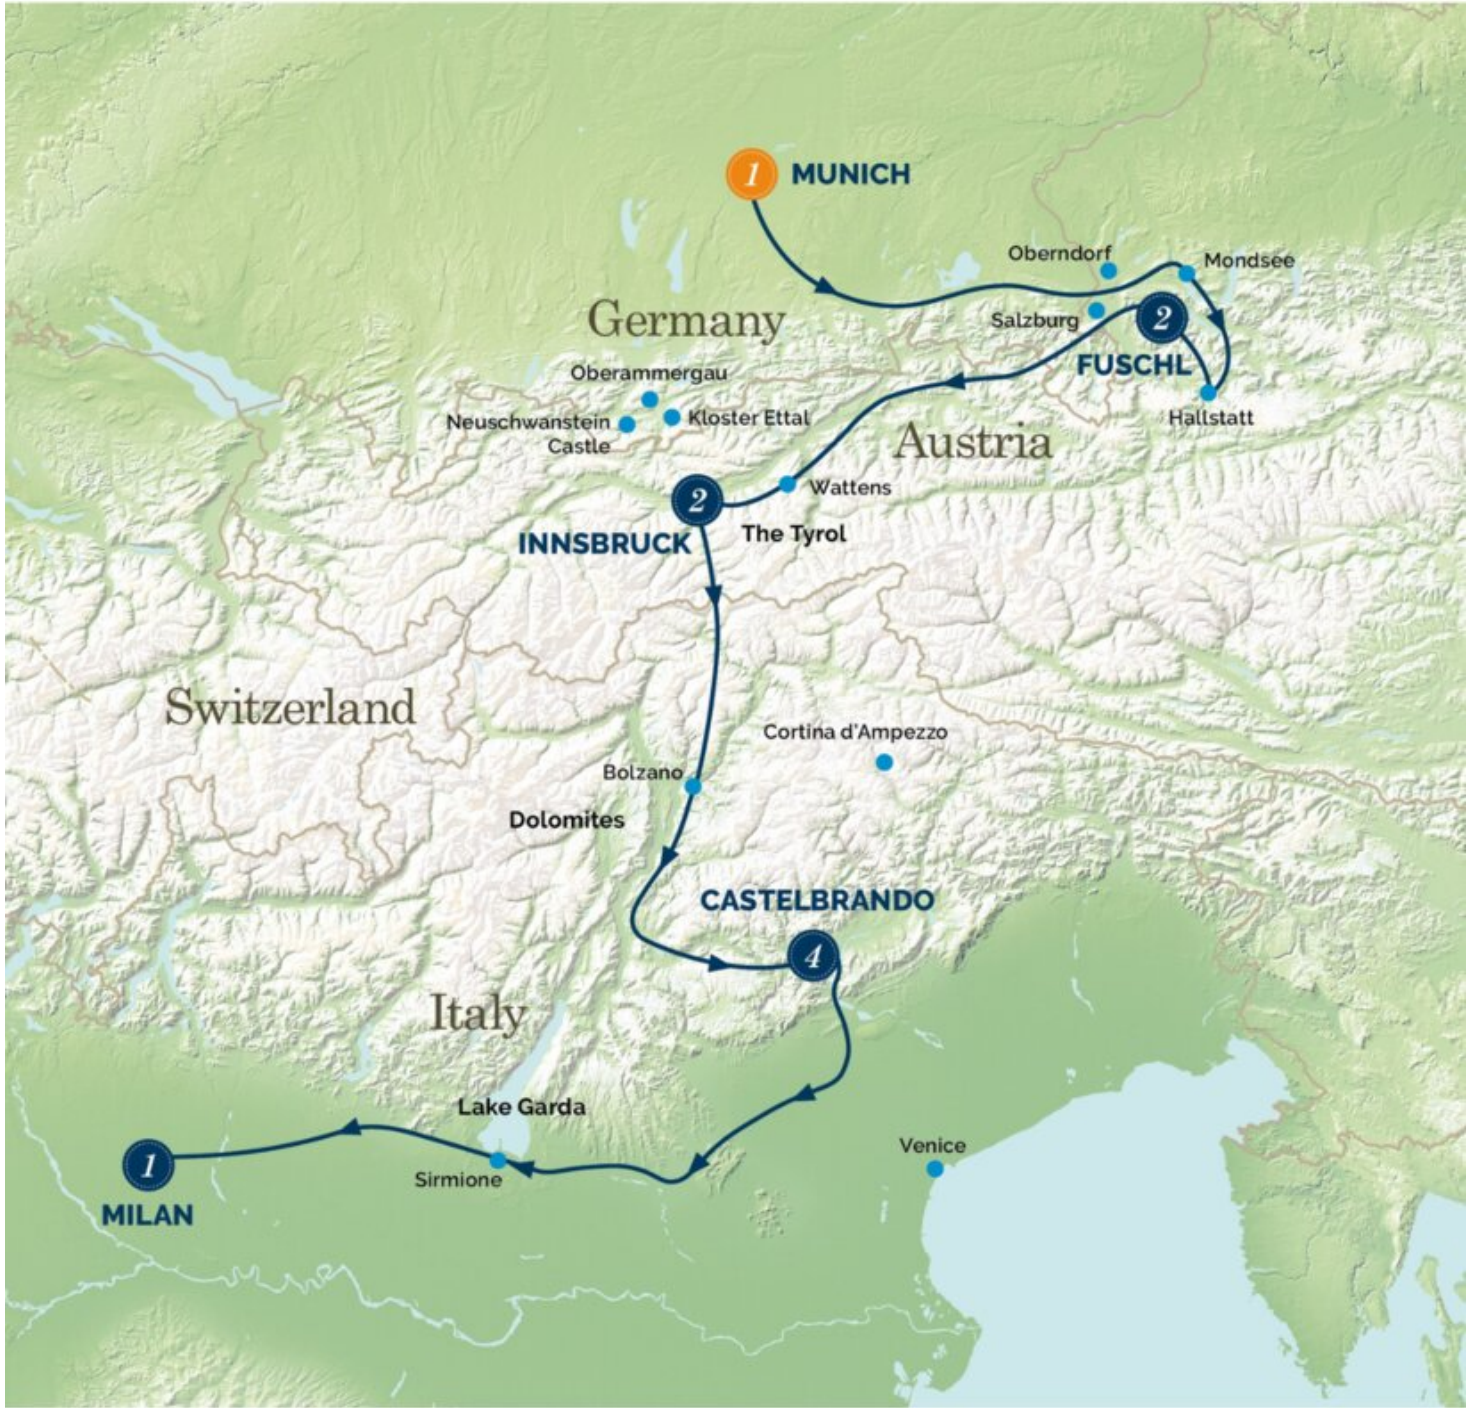 1 MUNICH
Oberndorf
Mondsee
Germany
Salzburg
2
FUSCHL
Oberammergau
Neuschwanstein
Castle
Kloster Ettal
Hallstatt
Austria
Wattens
2
INNSBRUCK
The Tyrol
Switzerland
Cortina d'Ampezzo
Bolzano
Dolomites
CASTELBRANDO
4
Italy
Lake Garda
Venice
1
Sirmione
MILAN